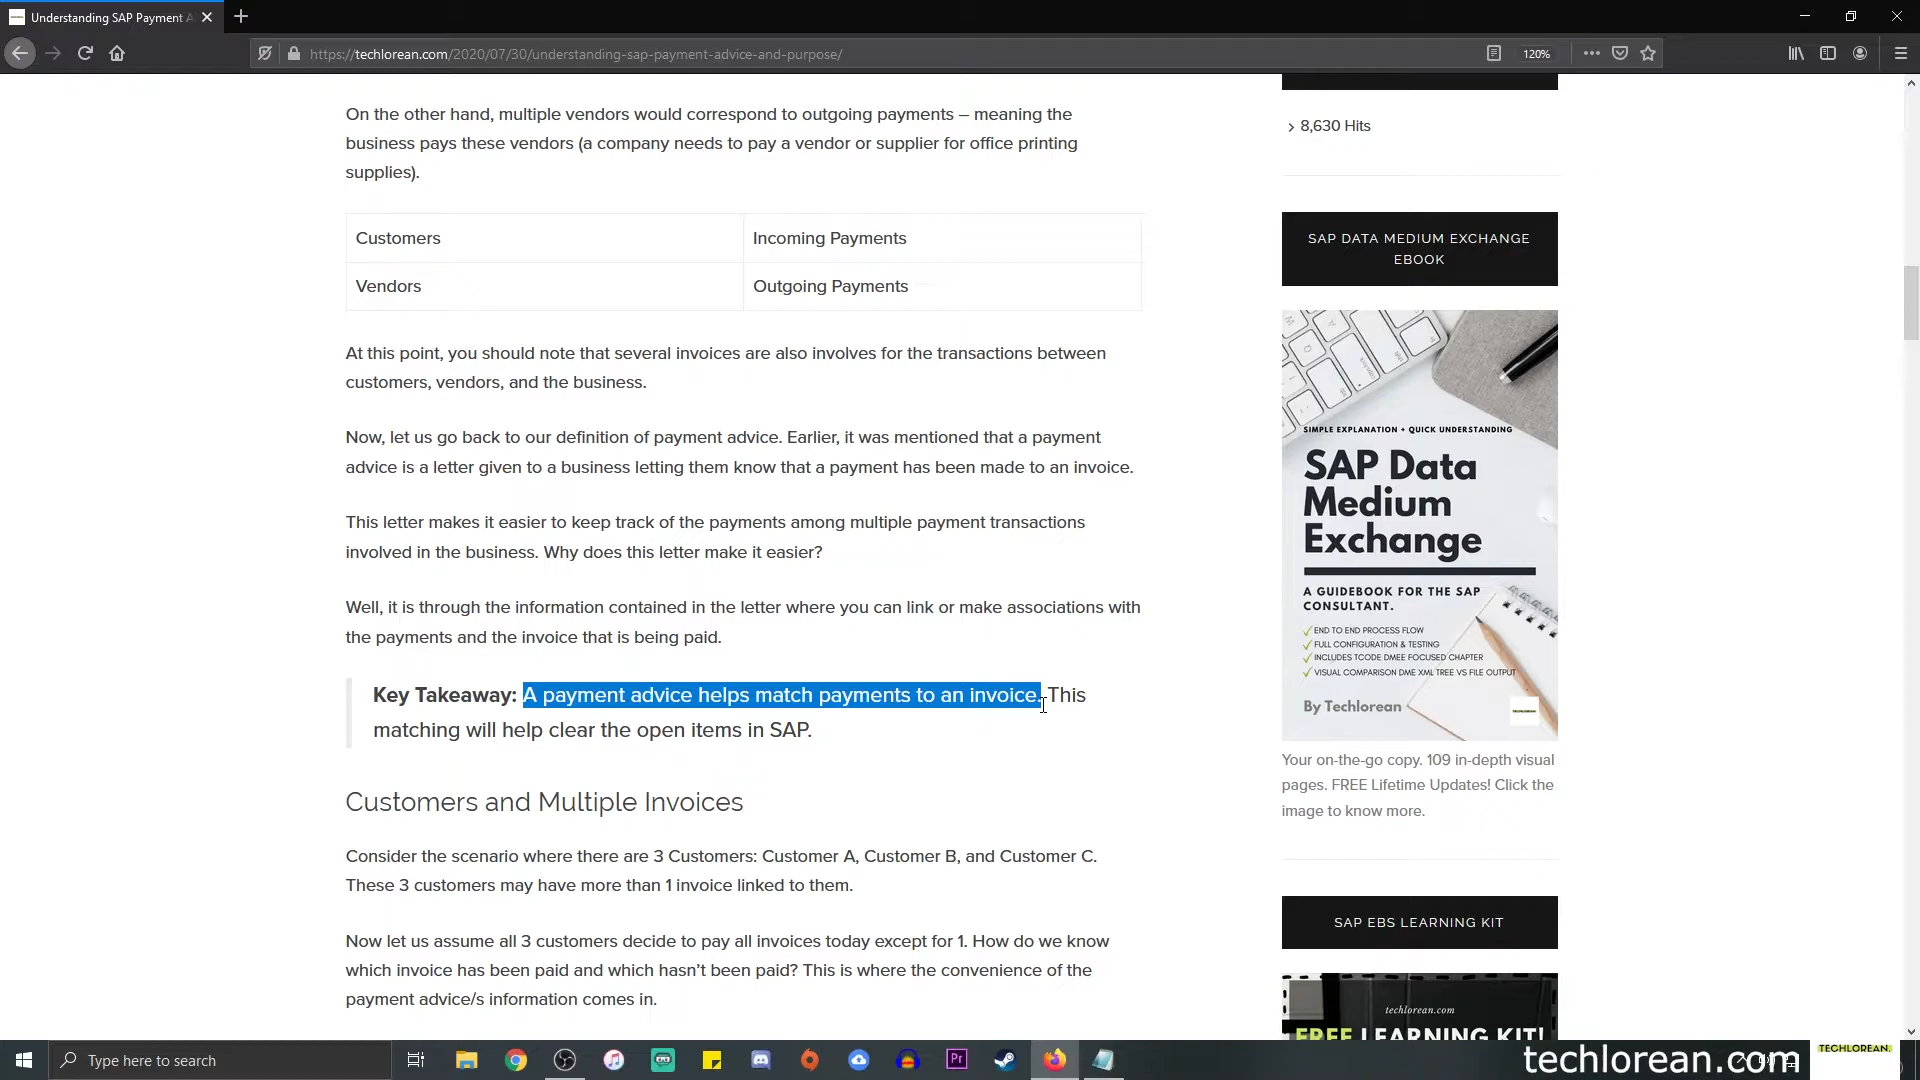 Understanding SAP Payment A
https://techlorean.com/2020/07/30/understanding-sap-payment-advice-and-purpose/
120%
On the other hand, multiple vendors would correspond to outgoing payments – meaning the
business pays these vendors (a company needs to pay a vendor or supplier for office printing
supplies).
Customers
Incoming Payments
Vendors
Outgoing Payments
At this point, you should note that several invoices are also involves for the transactions between
customers, vendors, and the business.
Now, let us go back to our definition of payment advice. Earlier, it was mentioned that a payment
advice is a letter given to a business letting them know that a payment has been made to an invoice.
This letter makes it easier to keep track of the payments among multiple payment transactions
involved in the business. Why does this letter make it easier?
Well, it is through the information contained in the letter where you can link or make associations with
the payments and the invoice that is being paid.
Key Takeaway: A payment advice helps match payments to an invoice. This
matching will help clear the open items in SAP.
Customers and Multiple Invoices
Consider the scenario where there are 3 Customers: Customer A, Customer B, and Customer C.
These 3 customers may have more than 1 invoice linked to them.
Now let us assume all 3 customers decide to pay all invoices today except for 1. How do we know
which invoice has been paid and which hasn't been paid? This is where the convenience of the
payment advice/s information comes in.
8,630 Hits
SAP DATA MEDIUM EXCHANGE
EBOOK
SIMPLE EXPLANATION + QUICK UNDERSTANDING
SAP Data
Medium
Exchange
A GUIDEBOOK FOR THE SAP
CONSULTANT.
END TO END PROCESS FLOW
FULL CONFIGURATION & TESTING
INCLUDES TCODE DMEE FOCUSED CHAPTER
VISUAL COMPARISON DME XML TREE VS FILE OUTPUT
By Techlorean
Your on-the-go copy. 109 in-depth visual
pages. FREE Lifetime Updates! Click the
image to know more.
SAP EBS LEARNING KIT
techlorean.com
FREE LEARNING KIT!
Type here to search
Pr
techlorean.com
TECHLOREAN.